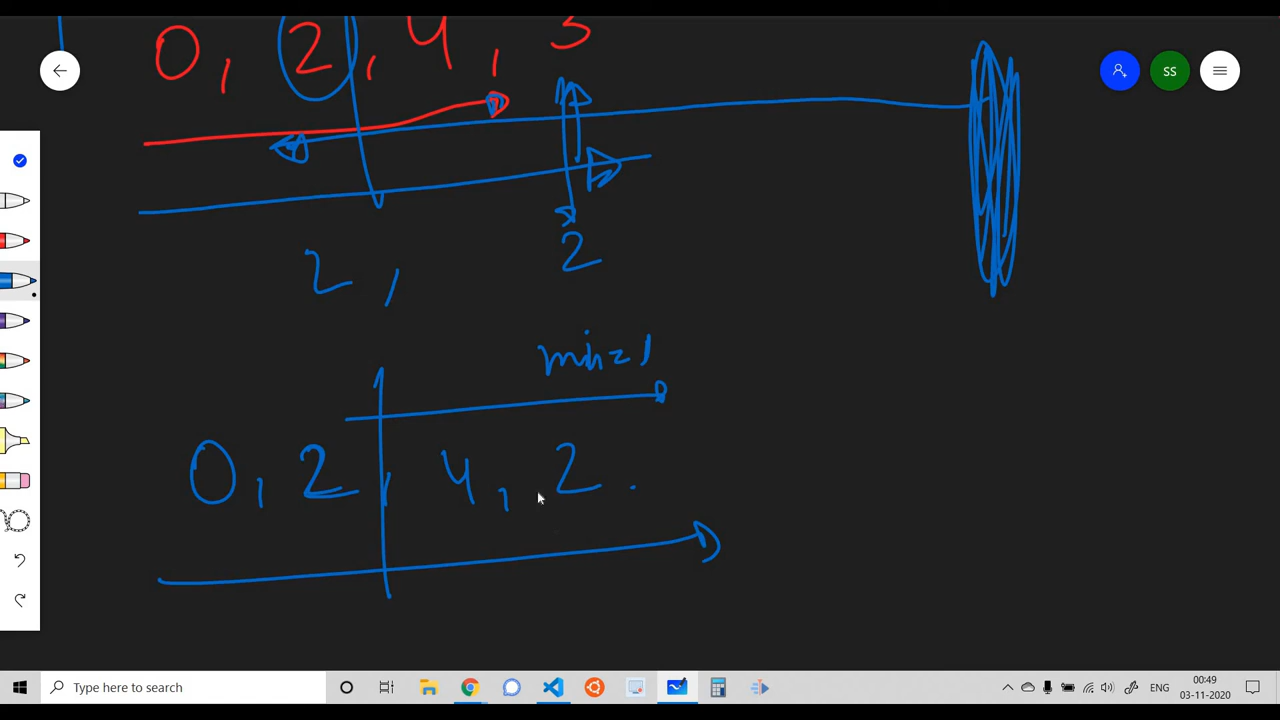 0, 2, 4, 3
SS
2
2,
min=1
0, 2, 4, 2.
Type here to search
ENG
00:49
03-11-2020